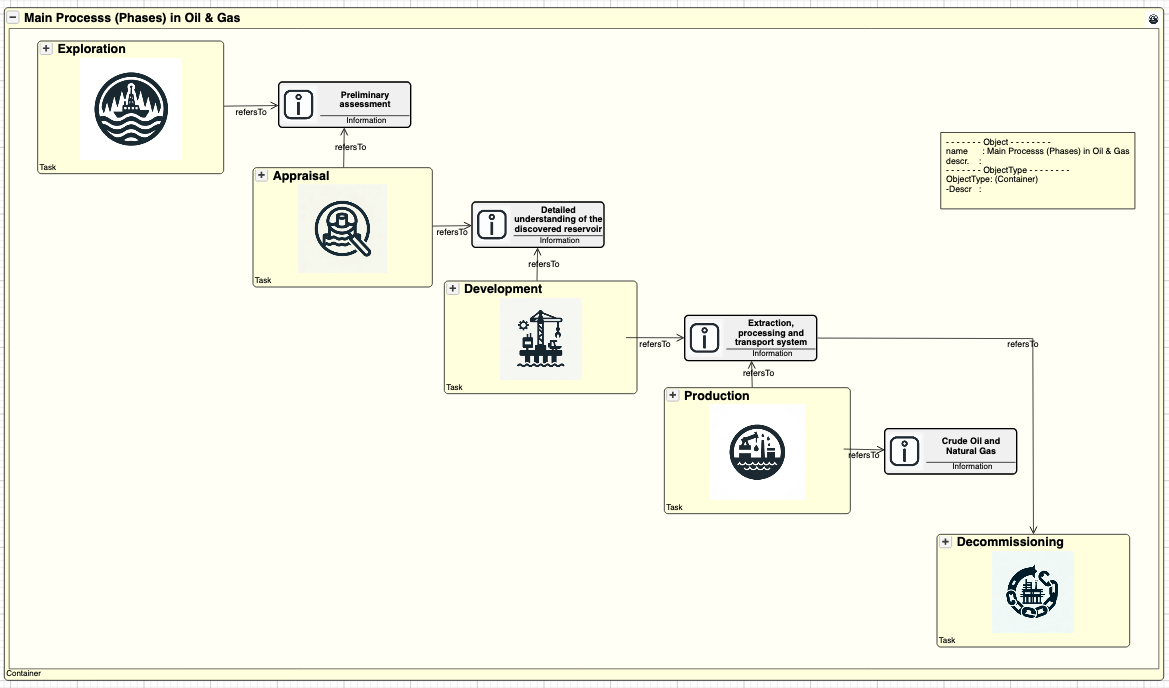 Main Processs (Phases) in Oil & Gas
Exploration
Task
refersTo
Preliminary
assessment
Information
refersTo
Appraisal
Task
refersTo
Detailed
understanding of the
discovered reservoir
Information
refersTo
Development
Task
refersTo
Extraction,
processing and
transport system
Information
refersTo
refersTo
Production
Task
refersTo
Crude Oil and
Natural Gas
Information
Decommissioning
Task
- - - - - - - Object - - - - - - - -
name : Main Processs (Phases) in Oil & Gas
descr. :
- - - - - - - ObjectType - - - - - - - -
ObjectType: (Container)
-Descr :
Container